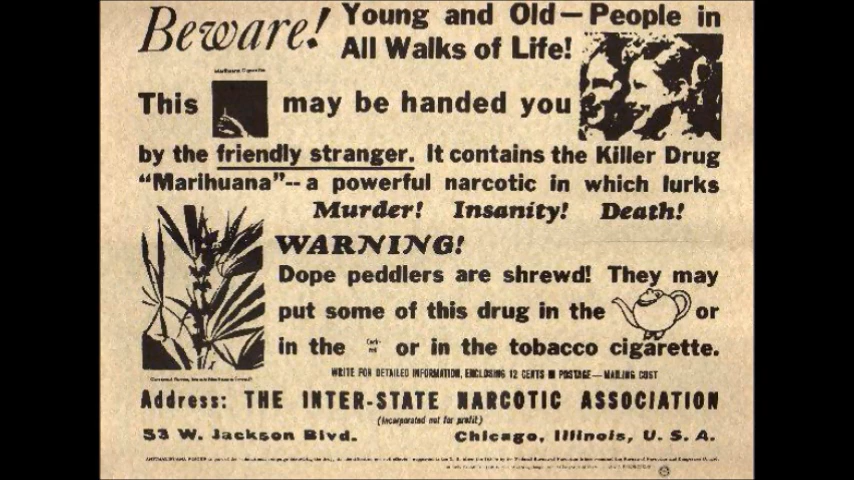 Beware! Young and Old—People in
All Walks of Life!
Marihuana Cigarette
This may be handed you
by the friendly stranger. It contains the Killer Drug
"Marihuana"--a powerful narcotic in which lurks
Murder! Insanity! Death!
WARNING!
Dope peddlers are shrewd! They may
put some of this drug in the or
in the or in the tobacco cigarette.
WRITE FOR DETAILED INFORMATION, ENCLOSING 12 CENTS IN POSTAGE—MAILING COST
Address: THE INTER-STATE NARCOTIC ASSOCIATION
(Incorporated not for profit)
53 W. Jackson Blvd. Chicago, Illinois, U. S. A.